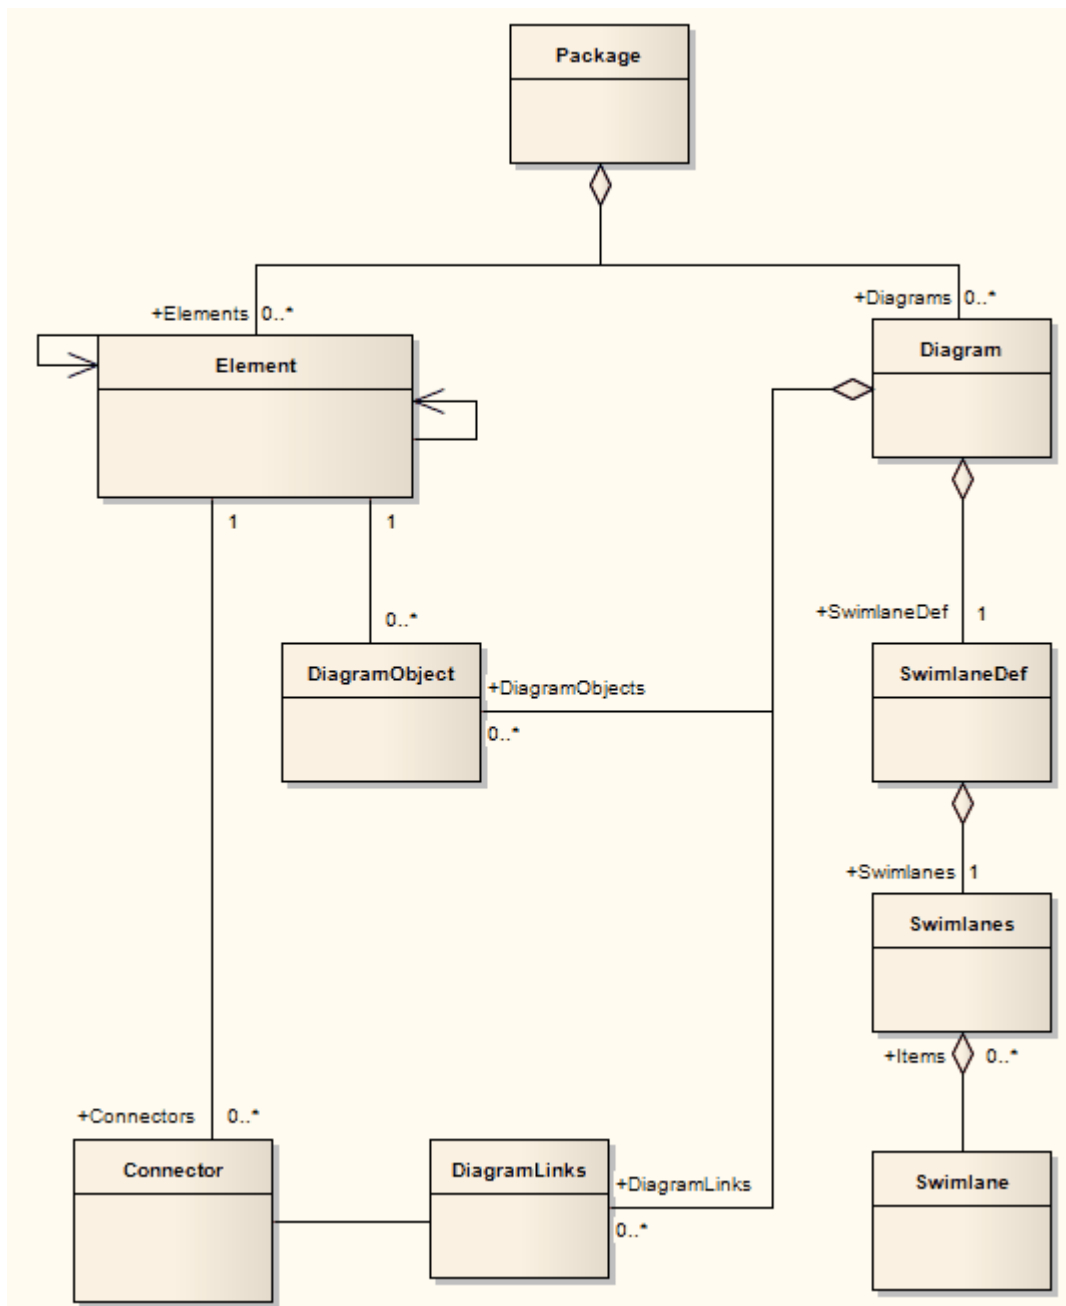 Package
+Diagrams 0..*
+Elements 0..*
Diagram
Element
1 1
+SwimlaneDef 1
0..*
DiagramObject
SwimlaneDef
+DiagramObjects
0..*
+Swimlanes 1
Swimlanes
+Items 0..*
+Connectors 0..*
Connector
DiagramLinks
+DiagramLinks
Swimlane
0..*